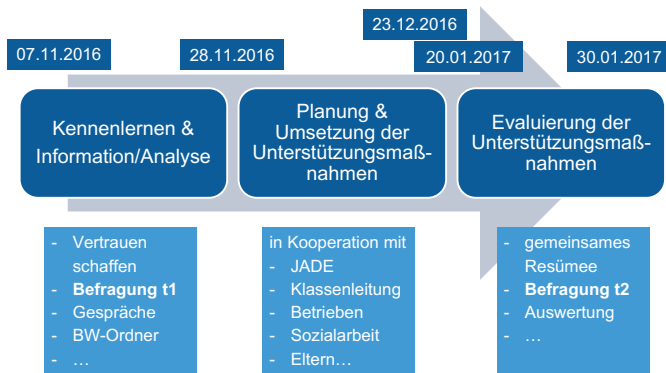 23.12.2016
07.11.2016
28.11.2016
20.01.2017
30.01.2017
Kennenlernen &
Information/Analyse
Planung &
Umsetzung der
Unterstützungsmaß-
nahmen
Evaluierung der
Unterstützungsmaß-
nahmen
- Vertrauen
schaffen
- Befragung t1
- Gespräche
- BW-Ordner
- …
in Kooperation mit
- JADE
- Klassenleitung
- Betrieben
- Sozialarbeit
- Eltern…
- gemeinsames
Resümee
- Befragung t2
- Auswertung
- …